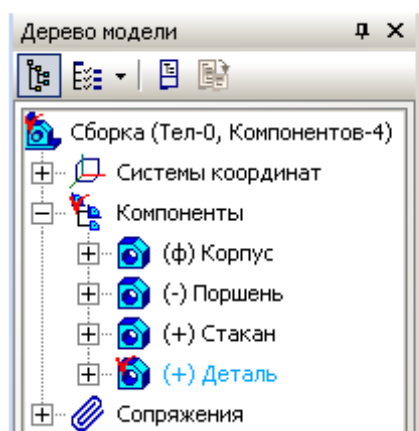 Дерево модели
Сборка (Тел-0, Компонентов-4)
Системы координат
Компоненты
(ф) Корпус
(-) Поршень
(+) Стакан
(+) Деталь
Сопряжения